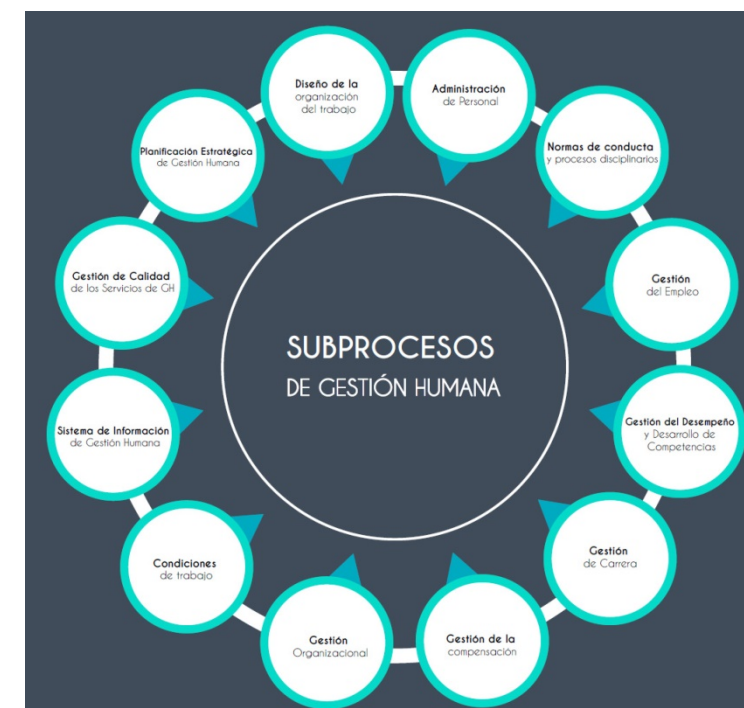 SUBPROCESOS
DE GESTIÓN HUMANA
Diseño de la
organización
del trabajo
Administración
de Personal
Normas de conducta
y procesos disciplinarios
Gestión
del Empleo
Gestión del Desempeño
y Desarrollo de
Competencias
Gestión
de Carrera
Gestión de la
compensación
Gestión
Organizacional
Condiciones
de trabajo
Sistema de Información
de Gestión Humana
Gestión de Calidad
de los Servicios de GH
Planificación Estratégica
de Gestión Humana